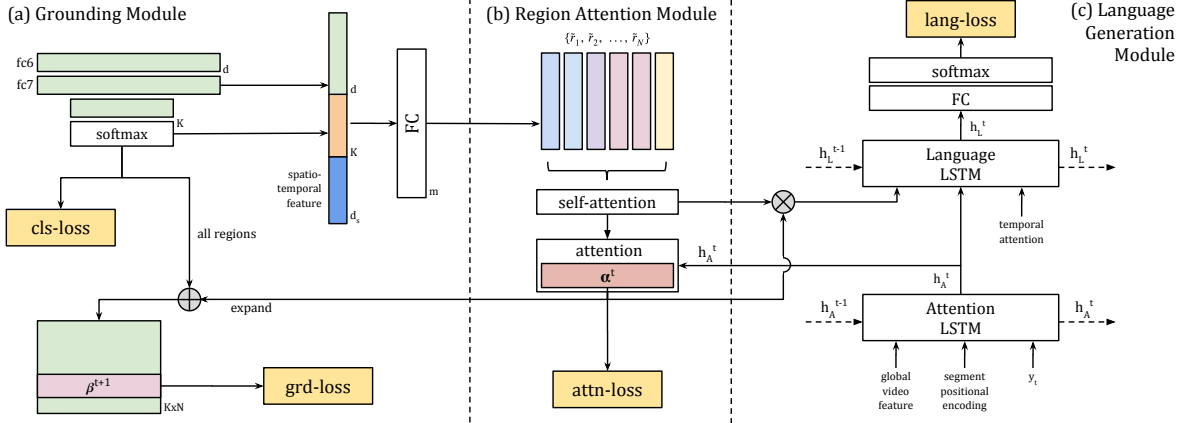 (a) Grounding Module
fc6
d
fc7
K
softmax
cls-loss
all regions
expand
β^{t+1}
KxN
grd-loss
d
K
spatio-
temporal
feature
d_s
FC
m
(b) Region Attention Module
{r̃_1, r̃_2, ..., r̃_N}
self-attention
attention
α^t
attn-loss
(c) Language
Generation
Module
lang-loss
softmax
FC
h_L^t
h_L^{t-1}
Language
LSTM
h_L^t
temporal
attention
h_A^t
h_A^t
h_A^{t-1}
Attention
LSTM
h_A^t
global
video
feature
segment
positional
encoding
y_t